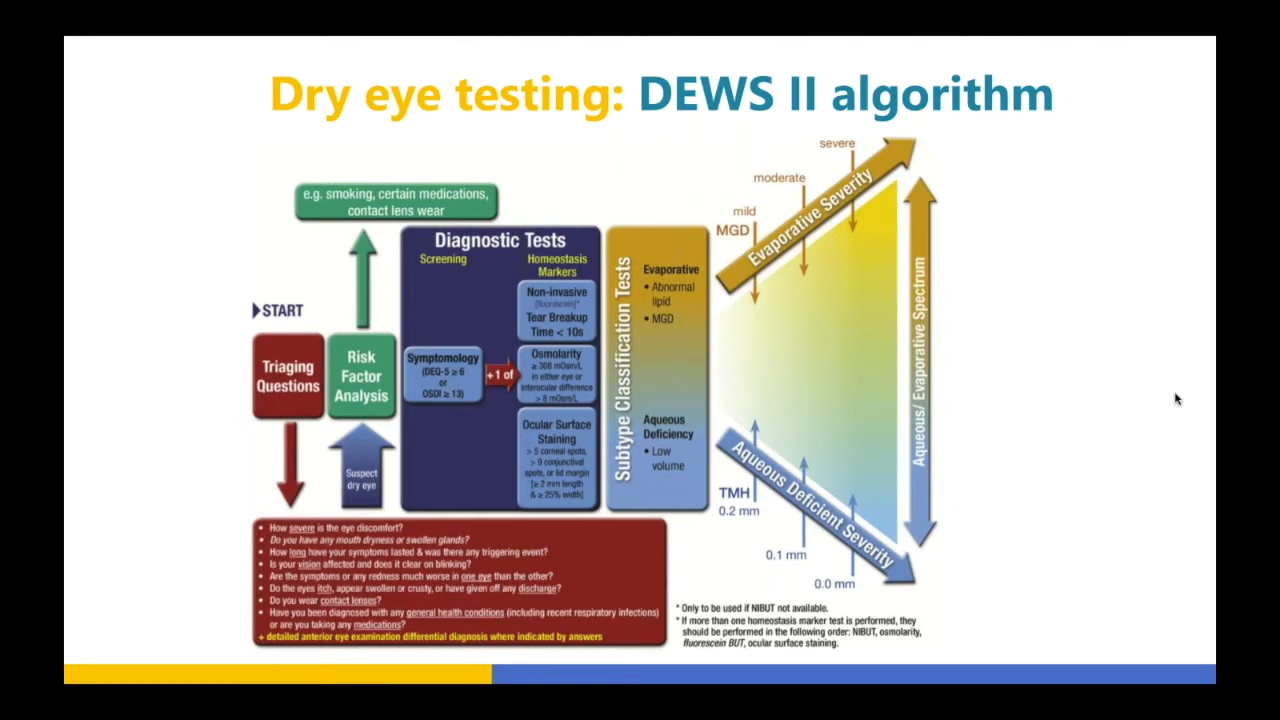 Dry eye testing: DEWS II algorithm
e.g. smoking, certain medications,
contact lens wear
START
Triaging
Questions
Risk
Factor
Analysis
Suspect
dry eye
Diagnostic Tests
Screening
Symptomology
(DEQ-5 ≥ 6
or
OSDI ≥ 13)
+1 of
Homeostasis
Markers
Non-invasive
[fluorescein]*
Tear Breakup
Time < 10s
Osmolarity
≥ 308 mOsm/L
in either eye or
interocular difference
> 8 mOsm/L
Ocular Surface
Staining
> 5 corneal spots,
> 9 conjunctival
spots, or lid margin
[≥ 2 mm length
& ≥ 25% width]
Subtype Classification Tests
Evaporative
• Abnormal
lipid
• MGD
Aqueous
Deficiency
• Low
volume
MGD
mild
moderate
severe
Evaporative Severity
Aqueous/ Evaporative Spectrum
Aqueous Deficient Severity
TMH
0.2 mm
0.1 mm
0.0 mm
• How severe is the eye discomfort?
• Do you have any mouth dryness or swollen glands?
• How long have your symptoms lasted & was there any triggering event?
• Is your vision affected and does it clear on blinking?
• Are the symptoms or any redness much worse in one eye than the other?
• Do the eyes itch, appear swollen or crusty, or have given off any discharge?
• Do you wear contact lenses?
• Have you been diagnosed with any general health conditions (including recent respiratory infections)
or are you taking any medications?
+ detailed anterior eye examination differential diagnosis where indicated by answers
* Only to be used if NIBUT not available.
* If more than one homeostasis marker test is performed, they
should be performed in the following order: NIBUT, osmolarity,
fluorescein BUT, ocular surface staining.